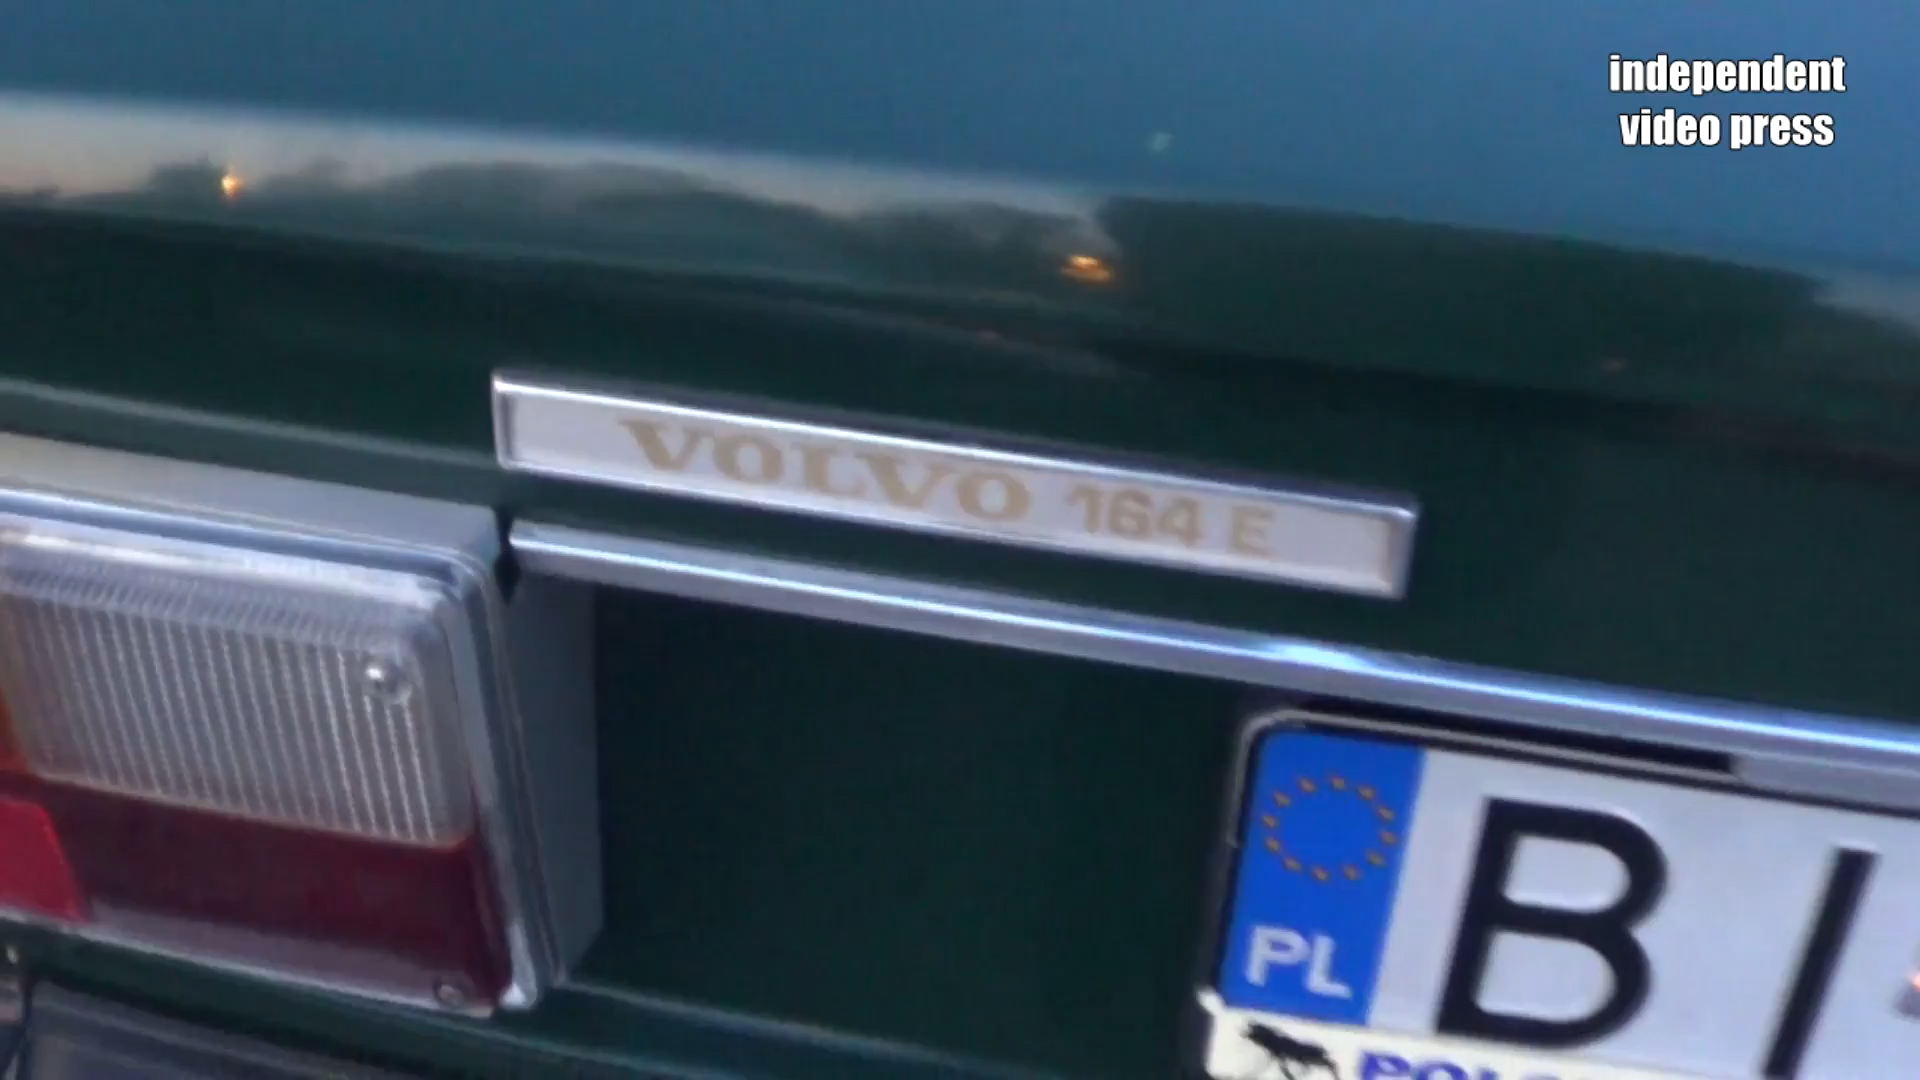 independent
video press
VOLVO 164 E
PL
BI